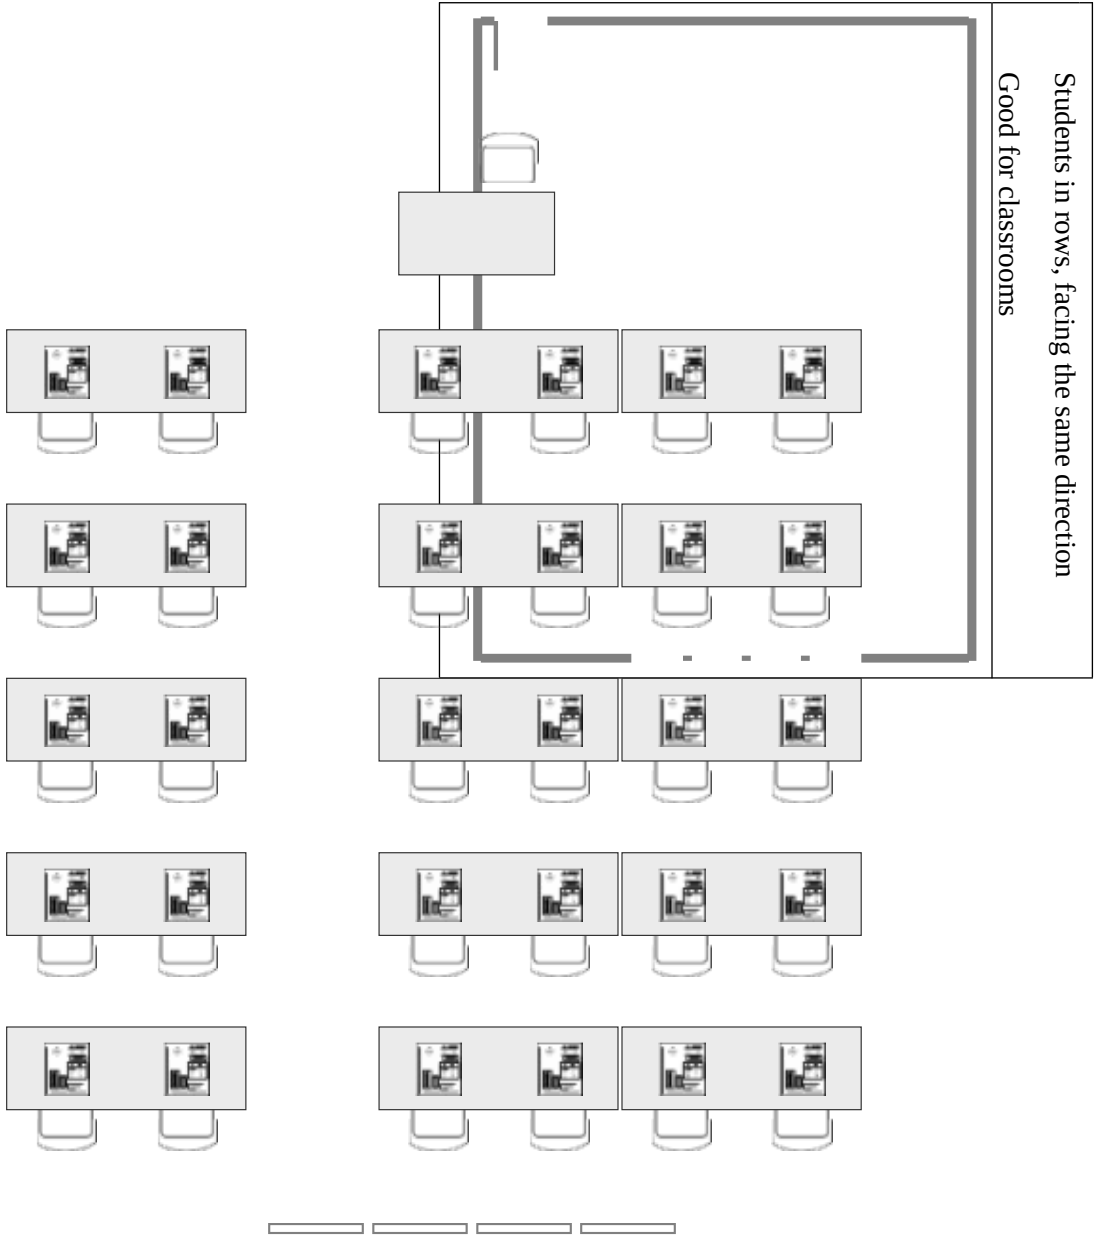 Students in rows, facing the same direction
Good for classrooms